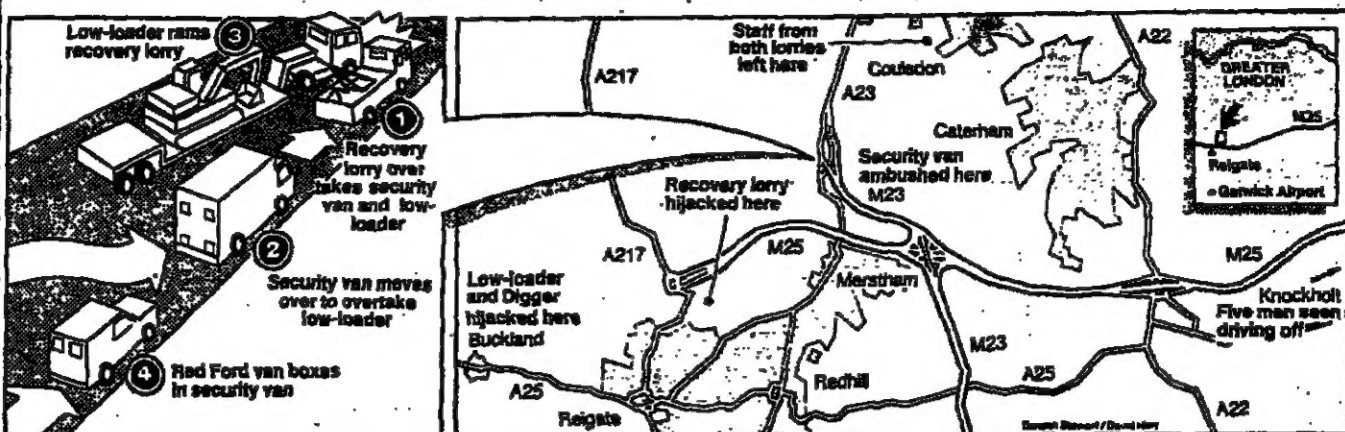 Low-loader rams
recovery lorry
3
1
Recovery
lorry over
takes security
van and low-
loader
2
Security van moves
over to overtake
low-loader
4
Red Ford van boxes
in security van
Staff from
both lorries
left here
Coulsdon
A22
A217
A23
Caterham
Security van
ambushed here
M23
Recovery lorry
hijacked here
A217
M25
Merstham
Low-loader
and Digger
hijacked here
Buckland
A25
Reigate
Redhill
M23
A25
M25
Knockholt
Five men seen
driving off
A22
GREATER
LONDON
M25
Reigate
Gatwick Airport